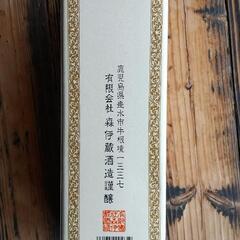 鹿児島県垂水市牛根境一三三七
有限会社 森伊蔵酒造謹醸